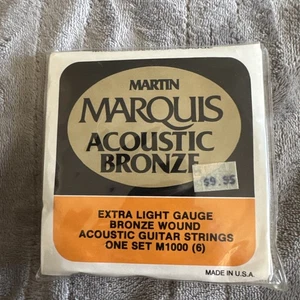 MARTIN
MARQUIS
ACOUSTIC
BRONZE
$9.95
EXTRA LIGHT GAUGE
BRONZE WOUND
ACOUSTIC GUITAR STRINGS
ONE SET M1000 (6)
MADE IN U.S.A.